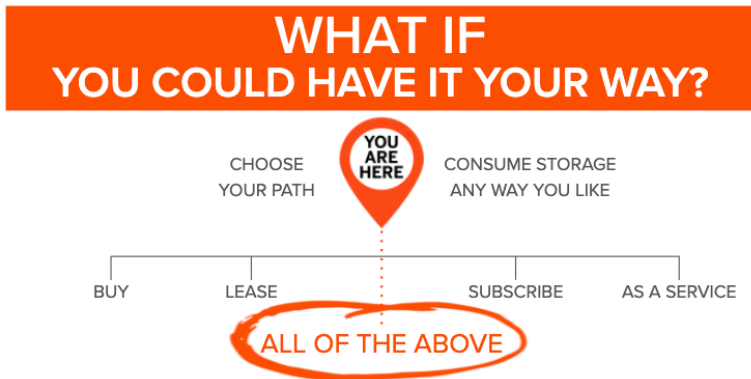 WHAT IF
YOU COULD HAVE IT YOUR WAY?
CHOOSE
YOUR PATH
YOU
ARE
HERE
CONSUME STORAGE
ANY WAY YOU LIKE
BUY
LEASE
SUBSCRIBE
AS A SERVICE
ALL OF THE ABOVE